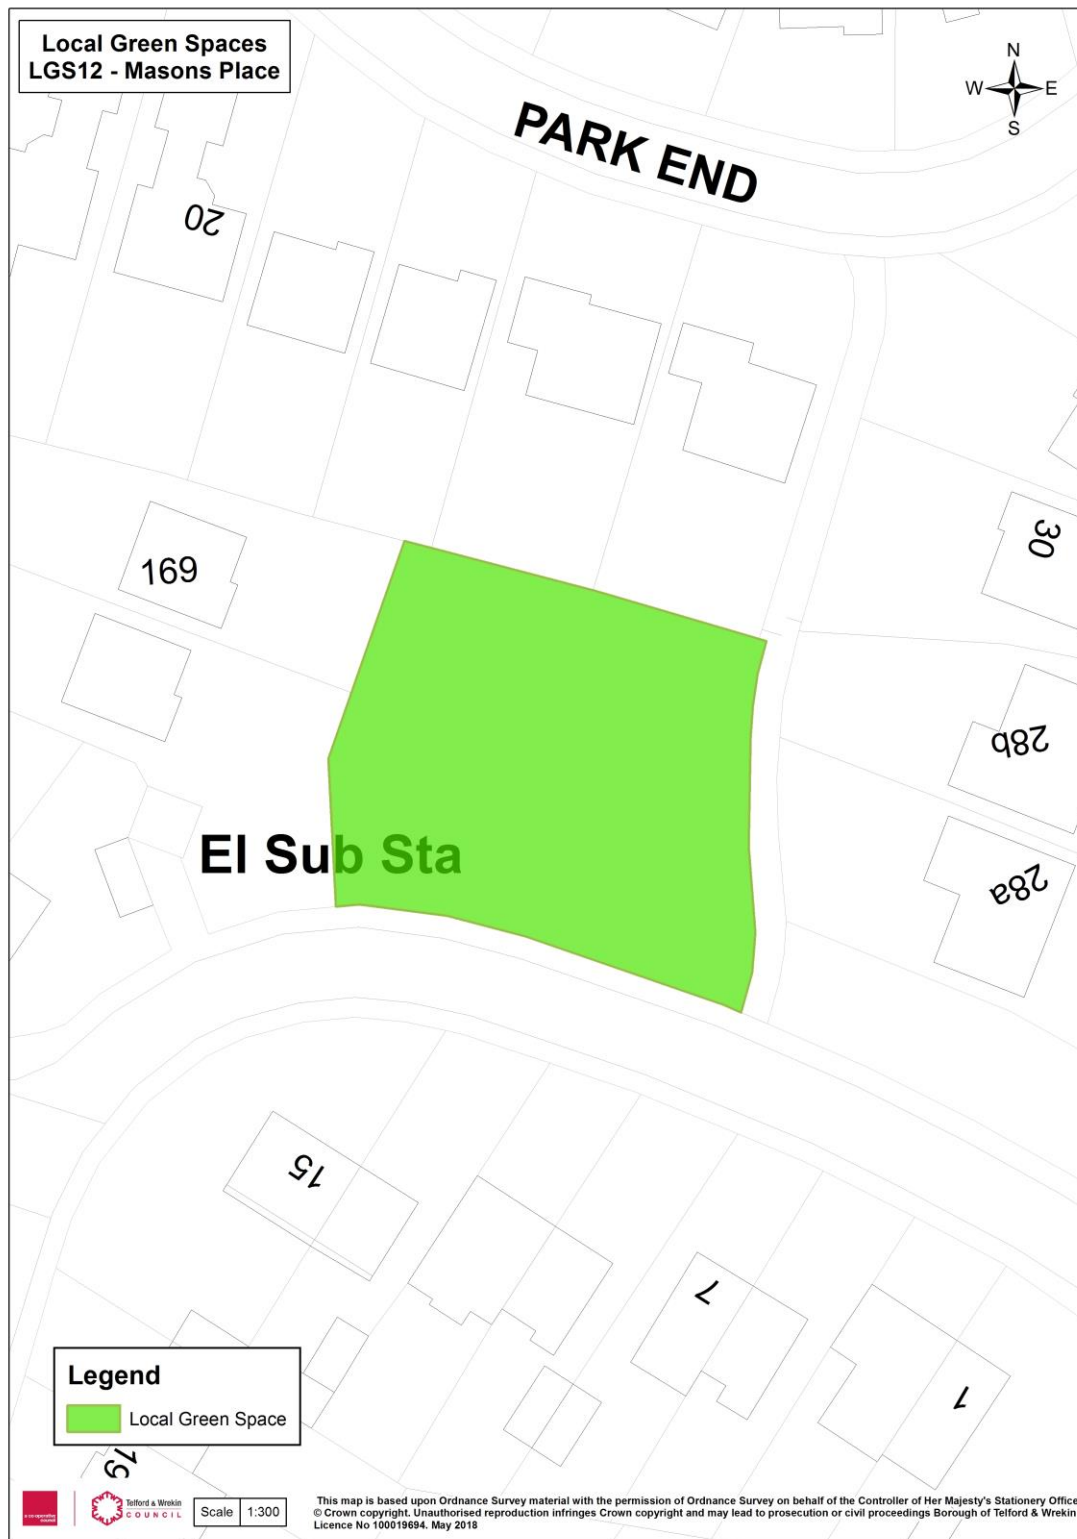 Local Green Spaces
LGS12 - Masons Place
N
W E
S
PARK END
20
169
30
28b
El Sub Sta
28a
15
7
1
Legend
Local Green Space
19
a co-operative
council
Telford & Wrekin
COUNCIL
Scale 1:300
This map is based upon Ordnance Survey material with the permission of Ordnance Survey on behalf of the Controller of Her Majesty's Stationery Office
© Crown copyright. Unauthorised reproduction infringes Crown copyright and may lead to prosecution or civil proceedings Borough of Telford & Wrekin
Licence No 100019694. May 2018